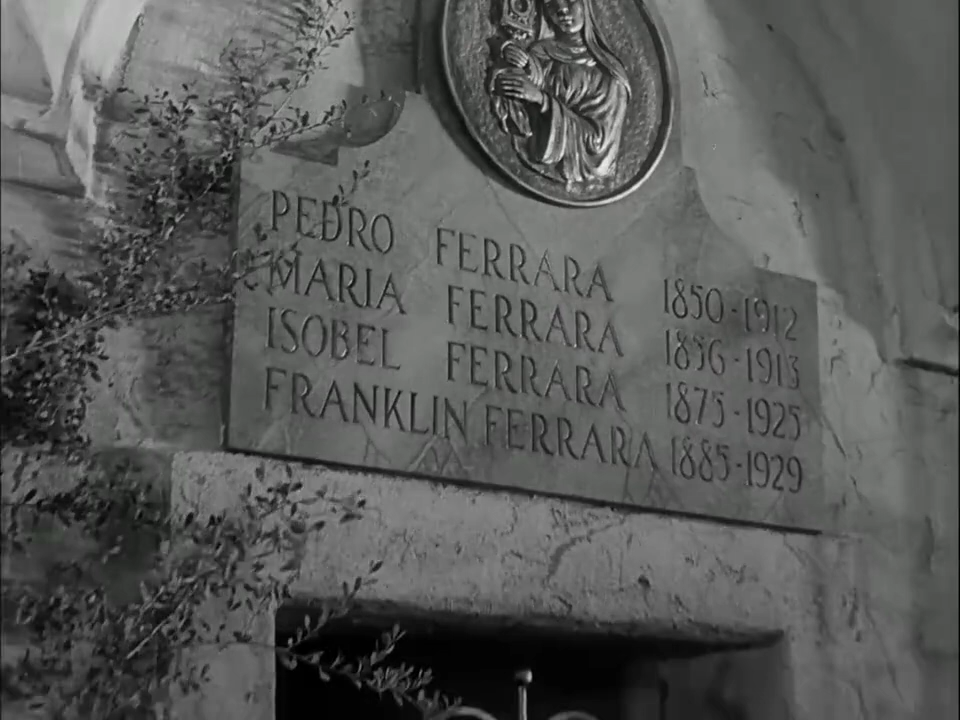 PEDRO FERRARA 1850-1912
MARIA FERRARA 1856-1913
ISOBEL FERRARA 1875-1925
FRANKLIN FERRARA 1885-1929